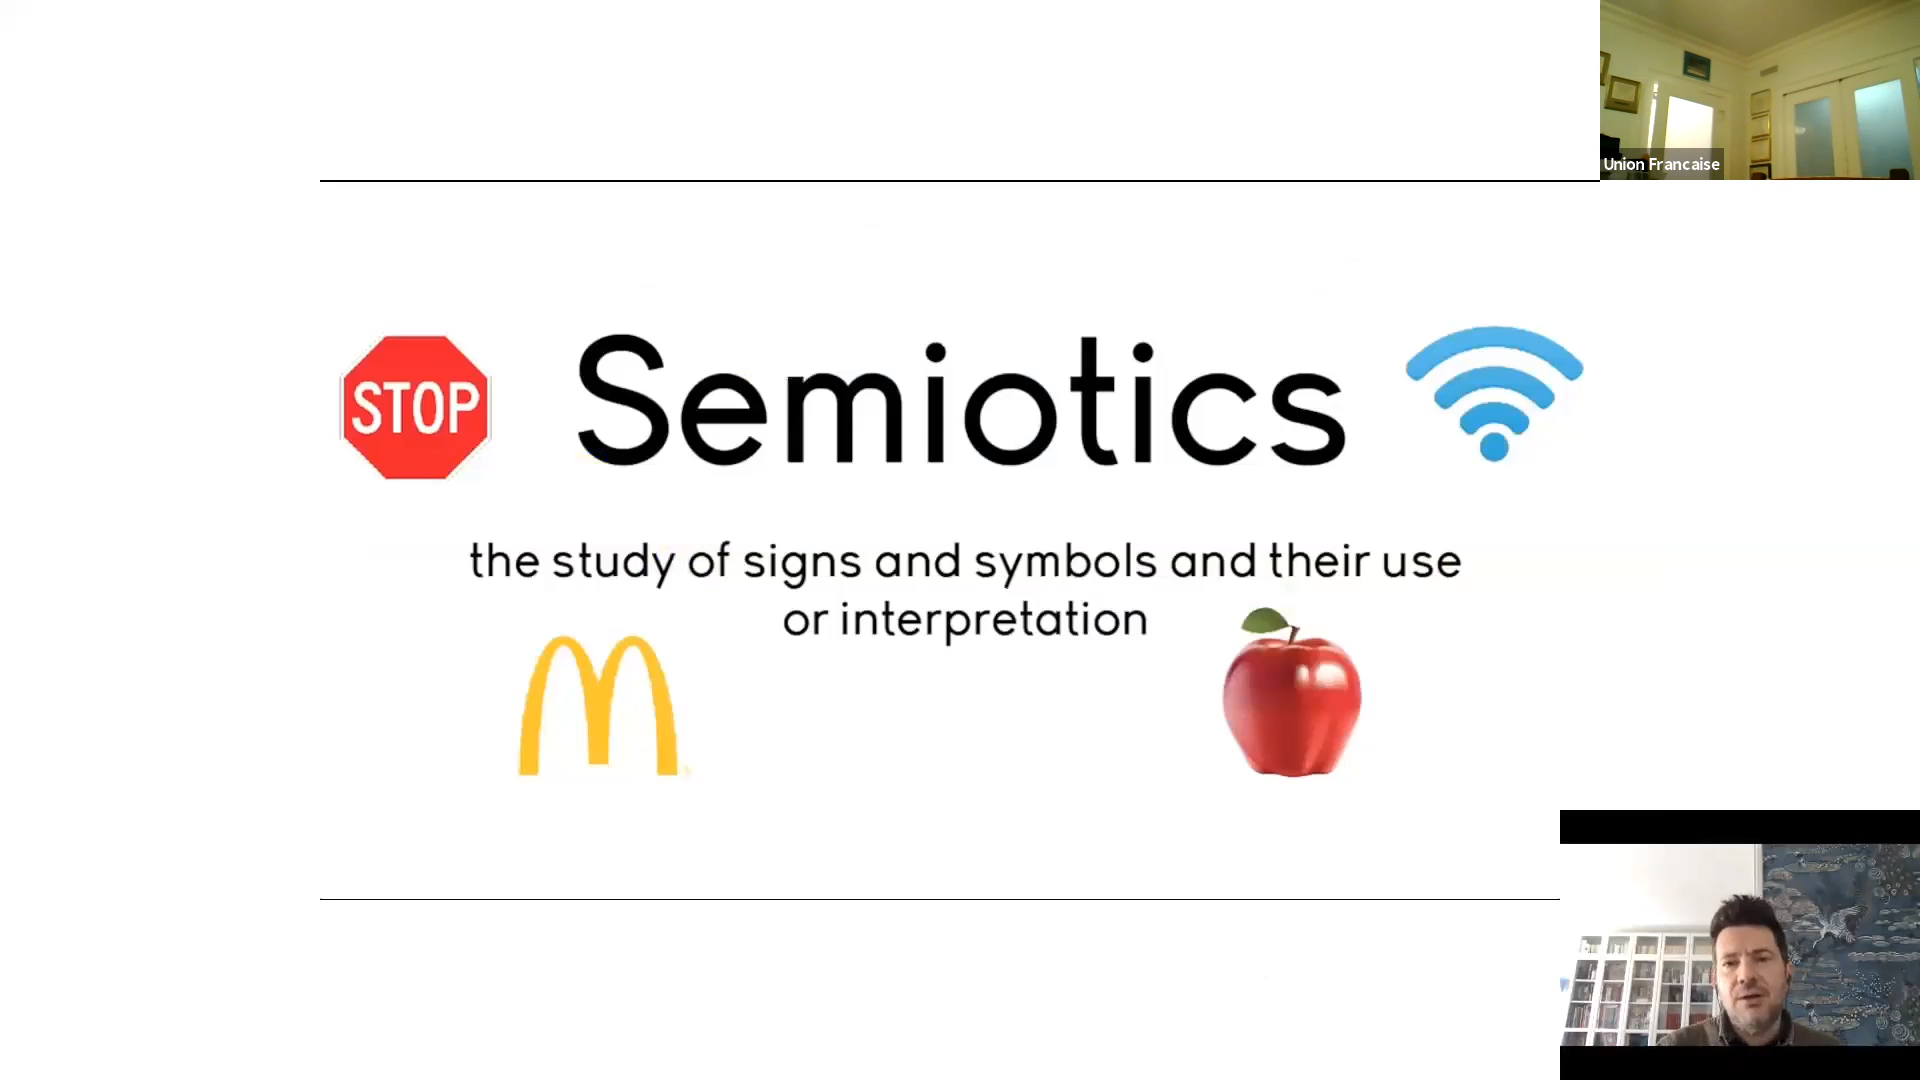 Union Francaise
STOP
Semiotics
the study of signs and symbols and their use
or interpretation